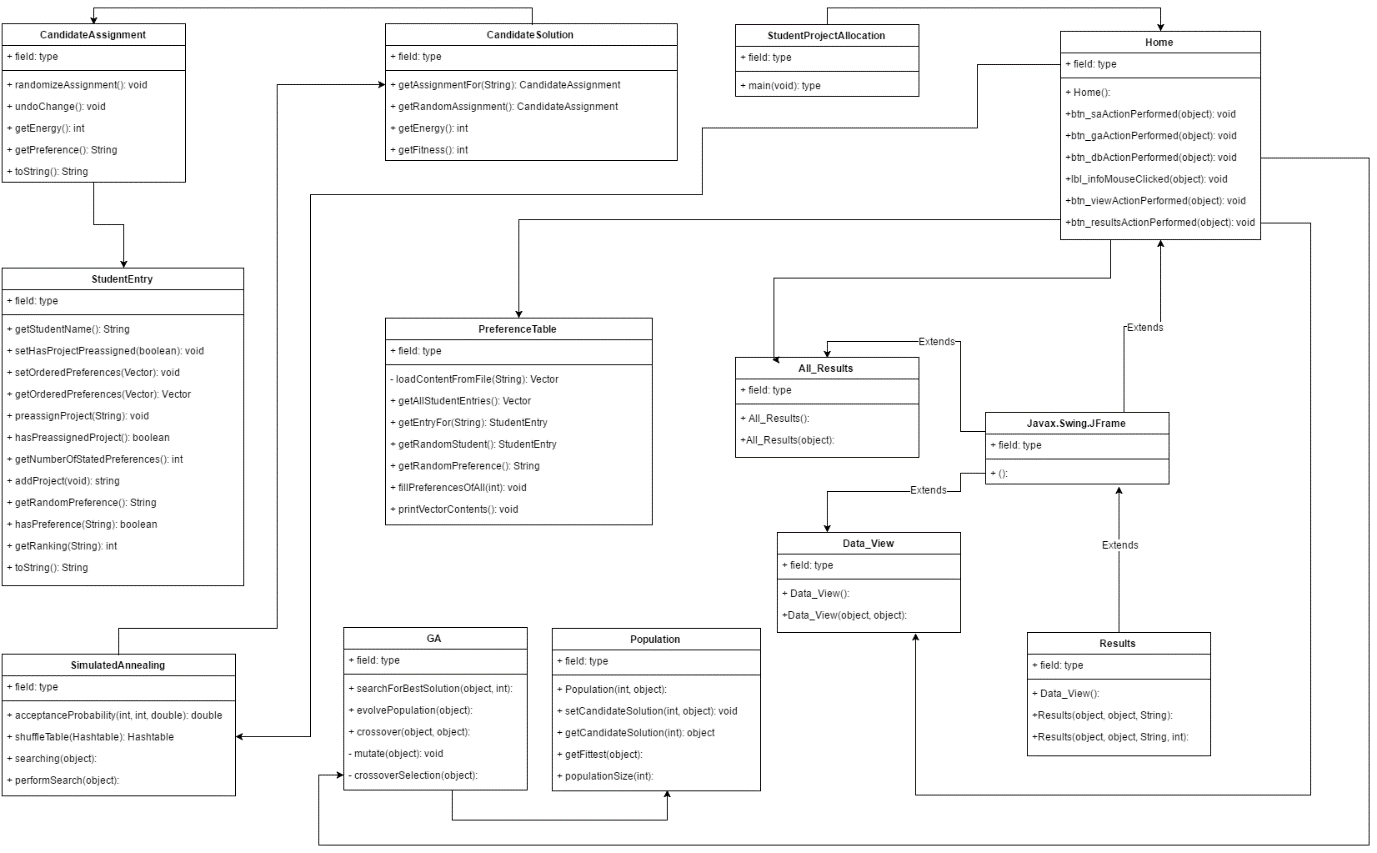 CandidateAssignment
+ field: type
+ randomizeAssignment(): void
+ undoChange(): void
+ getEnergy(): int
+ getPreference(): String
+ toString(): String
CandidateSolution
+ field: type
+ getAssignmentFor(String): CandidateAssignment
+ getRandomAssignment(): CandidateAssignment
+ getEnergy(): int
+ getFitness(): int
StudentProjectAllocation
+ field: type
+ main(void): type
Home
+ field: type
+ Home():
+btn_saActionPerformed(object): void
+btn_gaActionPerformed(object): void
+btn_dbActionPerformed(object): void
+lbl_infoMouseClicked(object): void
+btn_viewActionPerformed(object): void
+btn_resultsActionPerformed(object): void
StudentEntry
+ field: type
+ getStudentName(): String
+ setHasProjectPreassigned(boolean): void
+ setOrderedPreferences(Vector): void
+ getOrderedPreferences(Vector): Vector
+ preassignProject(String): void
+ hasPreassignedProject(): boolean
+ getNumberOfStatedPreferences(): int
+ addProject(void): string
+ getRandomPreference(): String
+ hasPreference(String): boolean
+ getRanking(String): int
+ toString(): String
PreferenceTable
+ field: type
- loadContentFromFile(String): Vector
+ getAllStudentEntries(): Vector
+ getEntryFor(String): StudentEntry
+ getRandomStudent(): StudentEntry
+ getRandomPreference(): String
+ fillPreferencesOfAll(int): void
+ printVectorContents(): void
Extends
Extends
All_Results
+ field: type
+ All_Results():
+All_Results(object):
Javax.Swing.JFrame
+ field: type
+ ():
Extends
Data_View
+ field: type
+ Data_View():
+Data_View(object, object):
Extends
Results
+ field: type
+ Data_View():
+Results(object, object, String):
+Results(object, object, String, int):
SimulatedAnnealing
+ field: type
+ acceptanceProbability(int, int, double): double
+ shuffleTable(Hashtable): Hashtable
+ searching(object):
+ performSearch(object):
GA
+ field: type
+ searchForBestSolution(object, int):
+ evolvePopulation(object):
+ crossover(object, object):
- mutate(object): void
- crossoverSelection(object):
Population
+ field: type
+ Population(int, object):
+ setCandidateSolution(int, object): void
+ getCandidateSolution(int): object
+ getFittest(object):
+ populationSize(int):